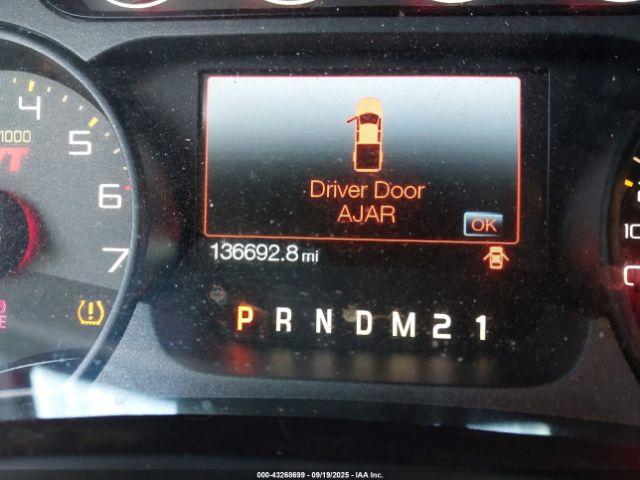 4
5
6
7
1000
Driver Door
AJAR
OK
136692.8 mi
P R N D M 2 1
000-43268699 - 09/19/2025 - IAA Inc.